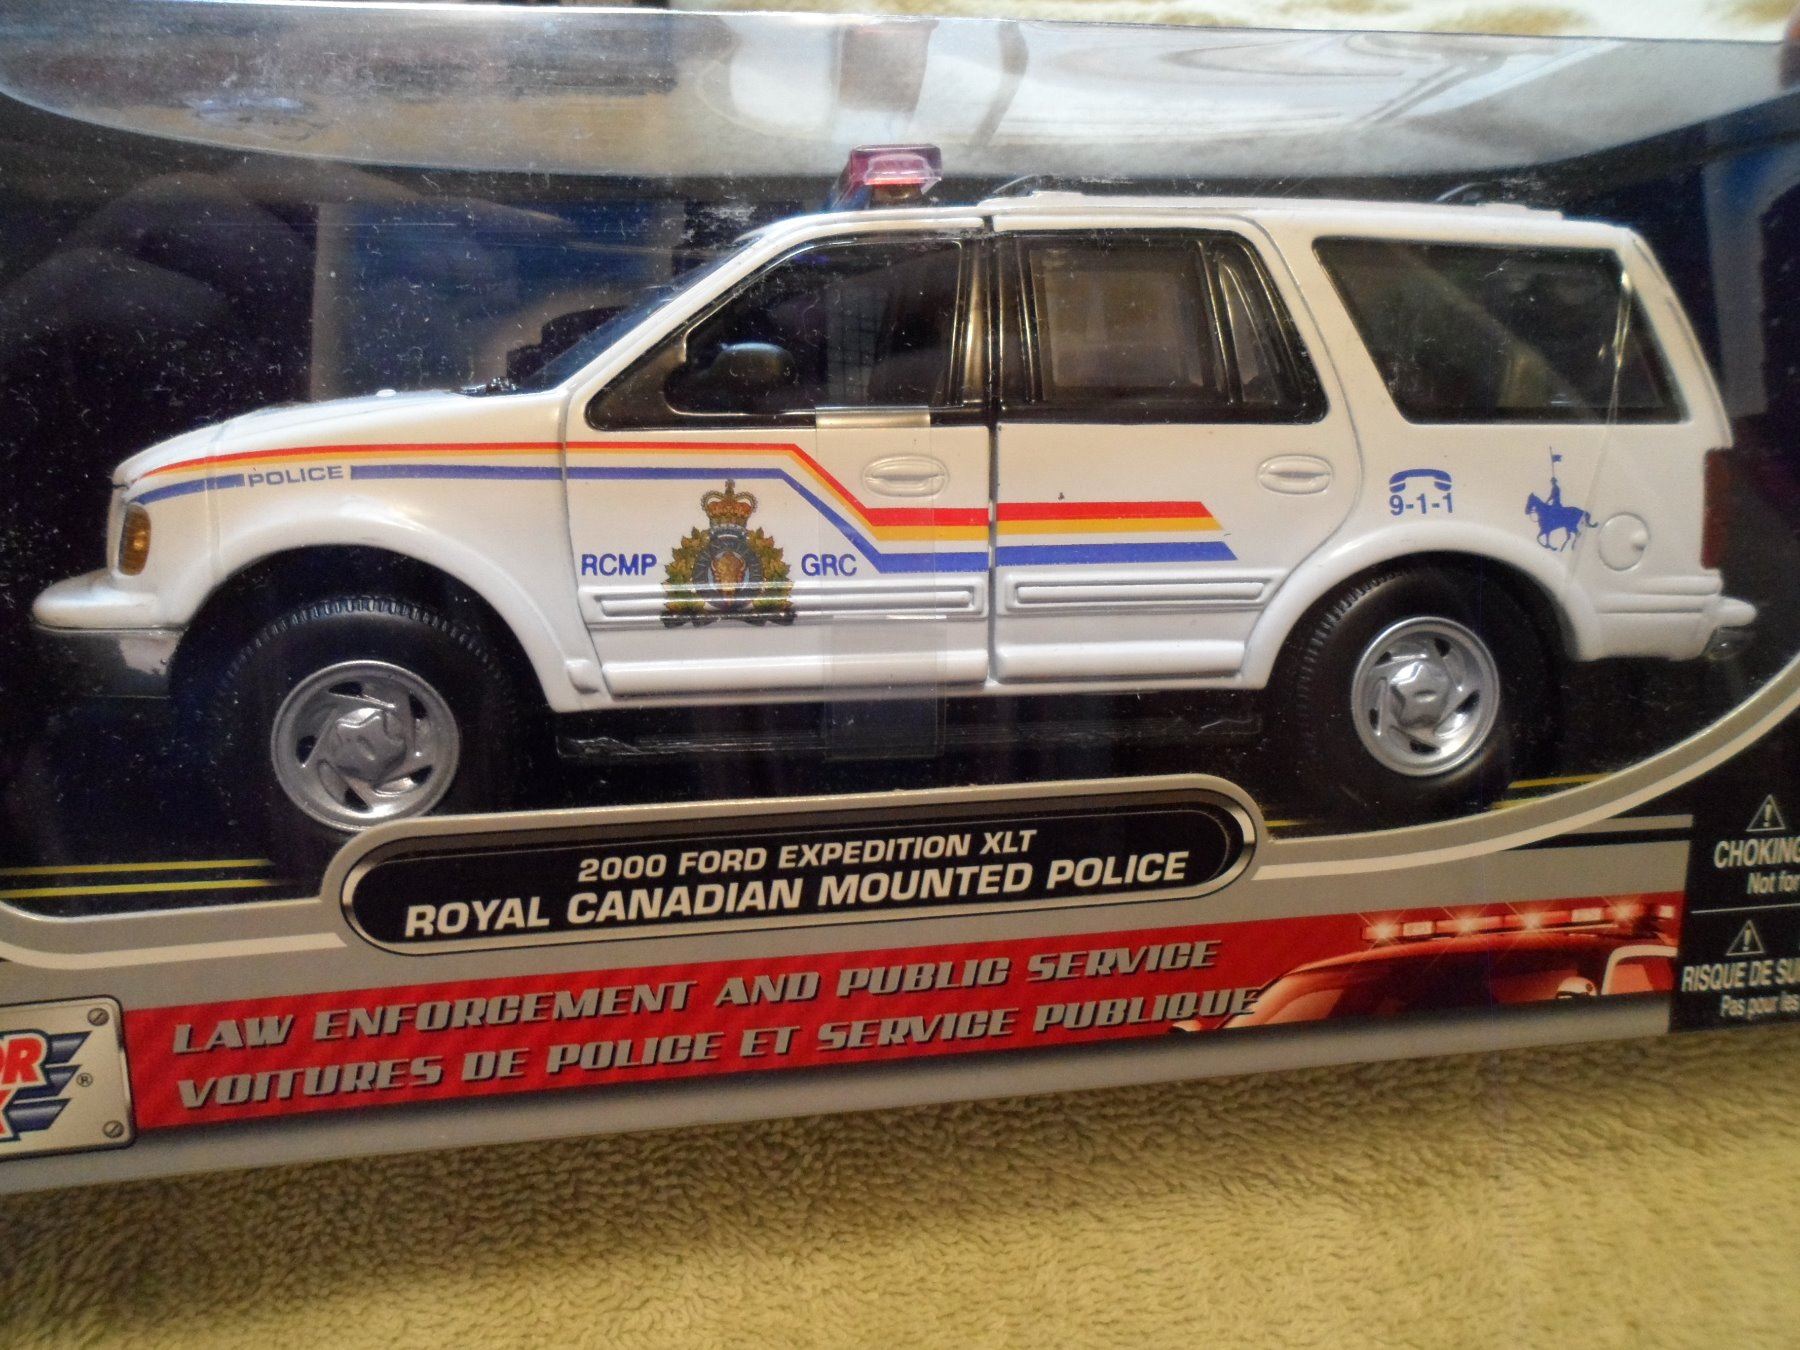 POLICE
RCMP GRC
9-1-1
2000 FORD EXPEDITION XLT
ROYAL CANADIAN MOUNTED POLICE
LAW ENFORCEMENT AND PUBLIC SERVICE
VOITURES DE POLICE ET SERVICE PUBLIQUE
®
CHOKING
Not for
RISQUE DE
Pas pour les